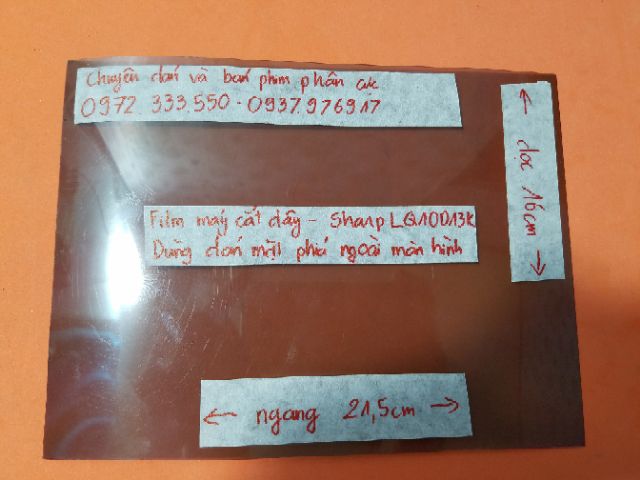 Chuyên dán và bán phim phân cực
0972.333.550 - 0937.976917
dọc 16cm
Film máy cắt dây - Sharp LQ10D13K
Dùng dán mặt phía ngoài màn hình
ngang 21,5cm